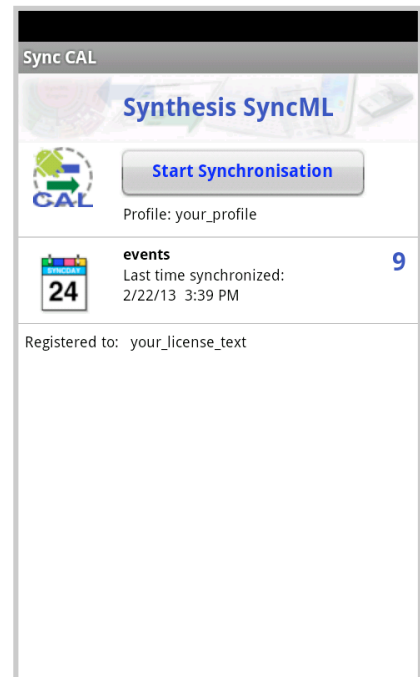 Sync CAL
Synthesis SyncML
CAL
Start Synchronisation
Profile: your_profile
SYNCDAY
24
events
9
Last time synchronized:
2/22/13 3:39 PM
Registered to: your_license_text